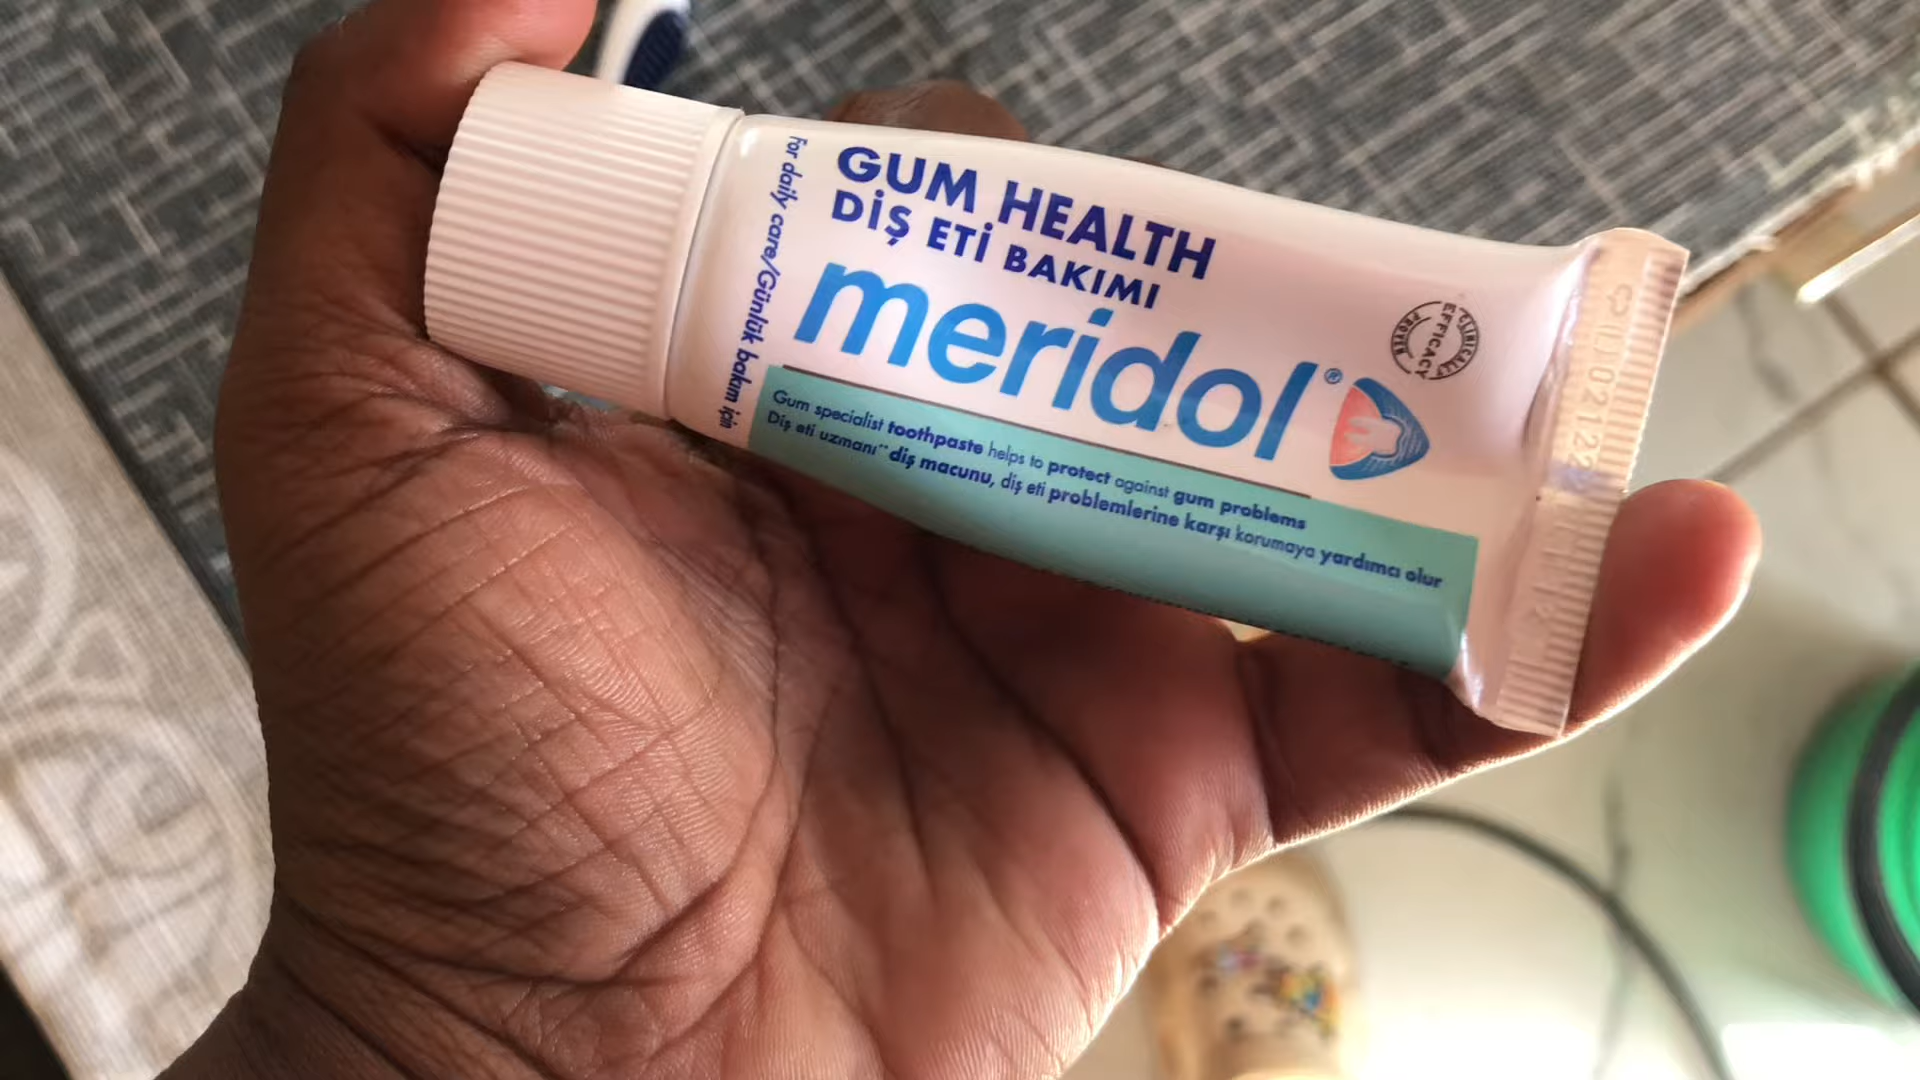 GUM HEALTH
DİŞ ETİ BAKIMI
meridol®
Gum specialist toothpaste helps to protect against gum problems
Diş eti uzmanı** diş macunu, diş eti problemlerine karşı korumaya yardımcı olur
For daily care/Günlük bakım için
CLINICALLY
EFFICACY
PROVEN